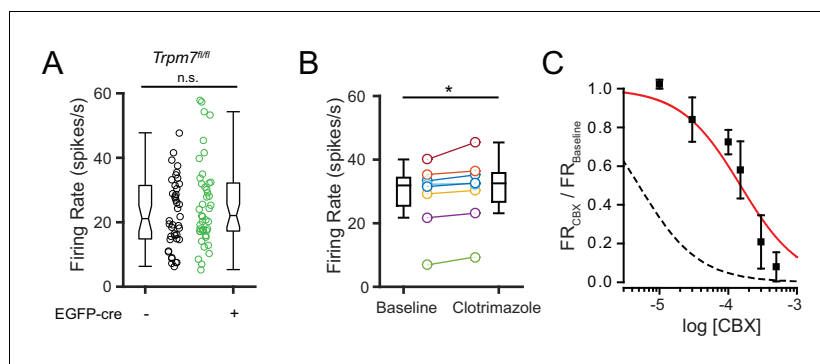 A
Trpm7fl/fl
n.s.
Firing Rate (spikes/s)
60
40
20
0
EGFP-cre
-
+
B
*
Firing Rate (spikes/s)
60
40
20
0
Baseline
Clotrimazole
C
FRCBX / FRBaseline
1.0
0.8
0.6
0.4
0.2
0.0
-5
-4
-3
log [CBX]